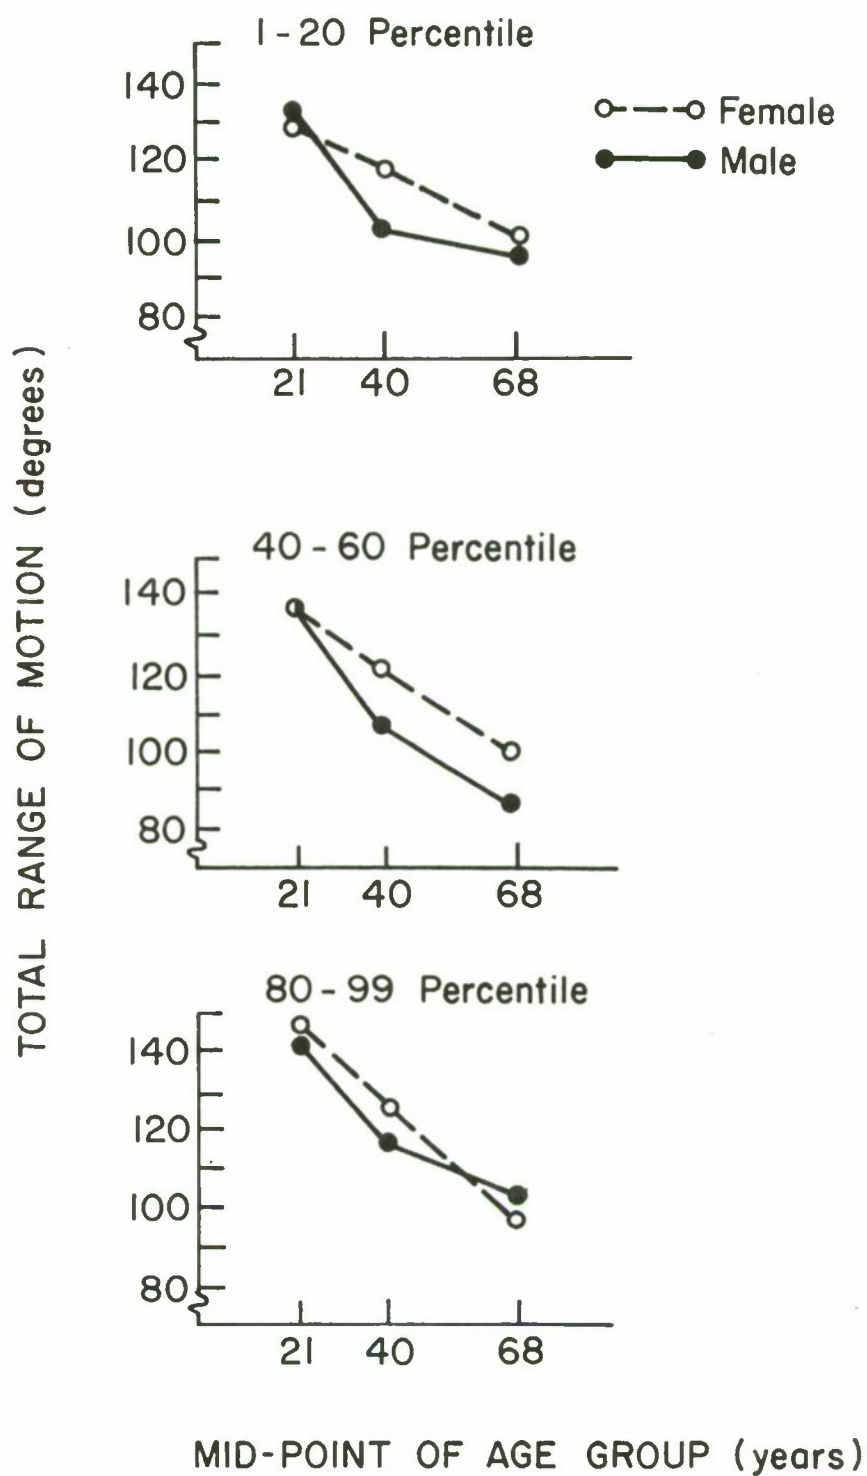 1-20 Percentile
140
120
100
80
21 40 68
Female
Male
40-60 Percentile
140
120
100
80
21 40 68
80-99 Percentile
140
120
100
80
21 40 68
TOTAL RANGE OF MOTION (degrees)
MID-POINT OF AGE GROUP (years)